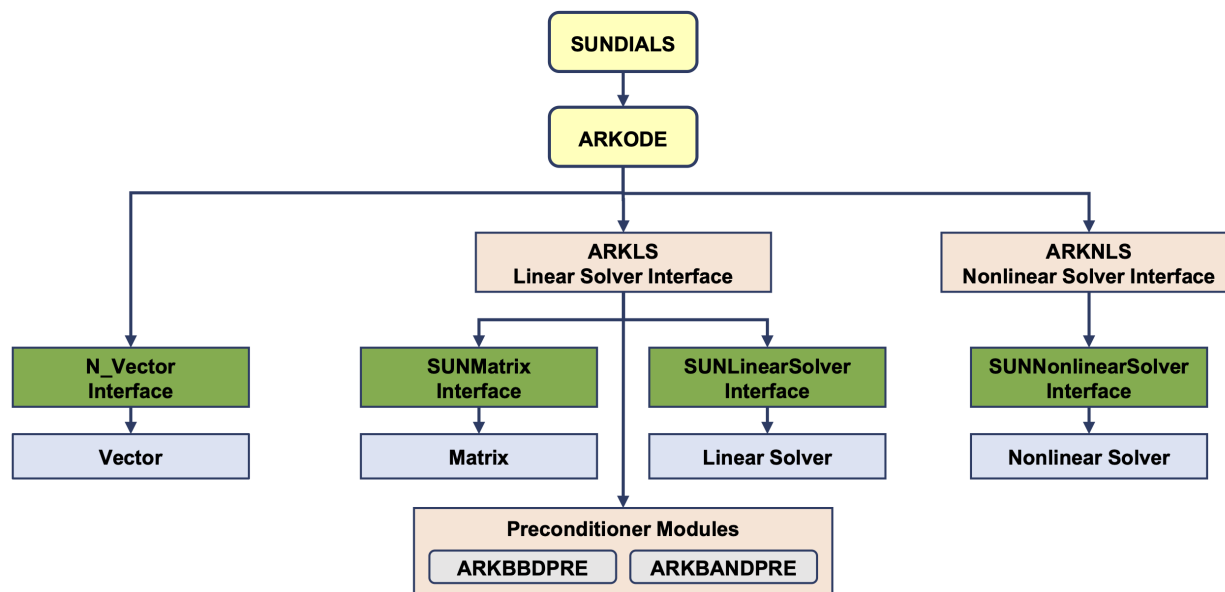 SUNDIALS
ARKODE
ARKLS
Linear Solver Interface
ARKNLS
Nonlinear Solver Interface
N_Vector
Interface
SUNMatrix
Interface
SUNLinearSolver
Interface
SUNNonlinearSolver
Interface
Vector
Matrix
Linear Solver
Nonlinear Solver
Preconditioner Modules
ARKBBDPRE
ARKBANDPRE